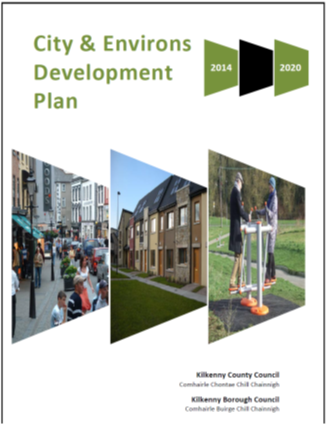 City & Environs
Development
Plan
2014
2020
Kilkenny County Council
Comhairle Chontae Chill Chainnigh
Kilkenny Borough Council
Comhairle Buirge Chill Chainnigh